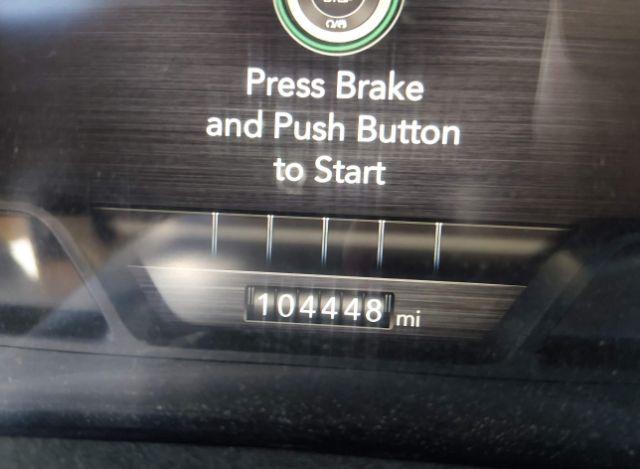 Press Brake
and Push Button
to Start
104448 mi